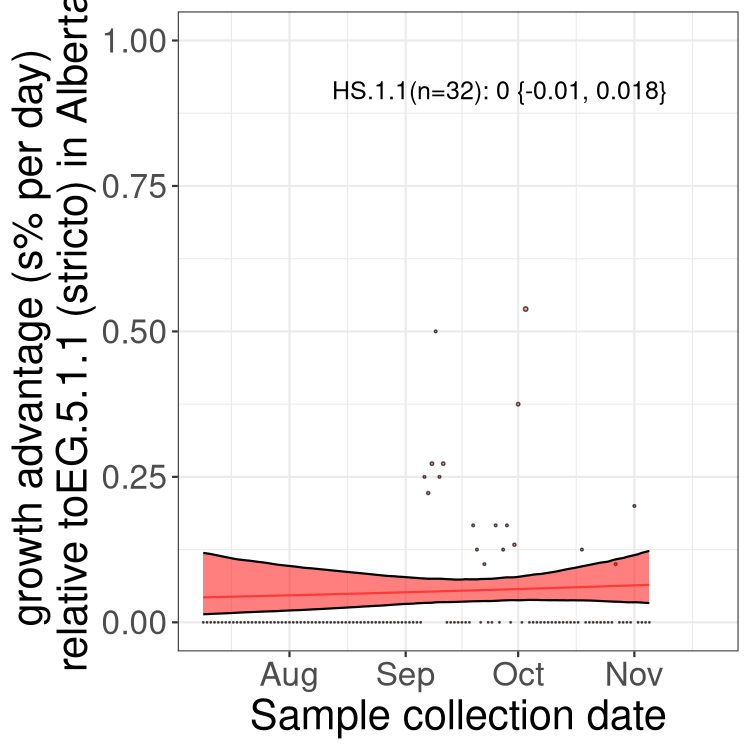 growth advantage (s% per day)
relative toEG.5.1.1 (stricto) in Alberta
1.00
0.75
0.50
0.25
0.00
HS.1.1(n=32): 0 {-0.01, 0.018}
Aug Sep Oct Nov
Sample collection date